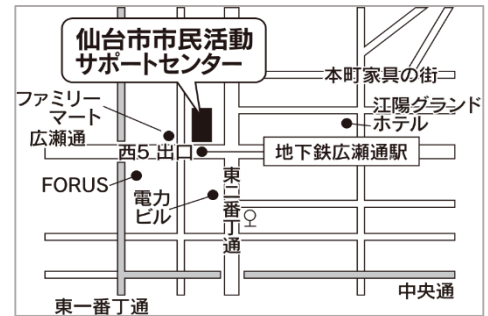 仙台市市民活動
サポートセンター
本町家具の街
ファミリー
マート
江陽グランド
ホテル
広瀬通
西5 出口
地下鉄広瀬通駅
FORUS
電力
ビル
東二番丁通
中央通
東一番丁通